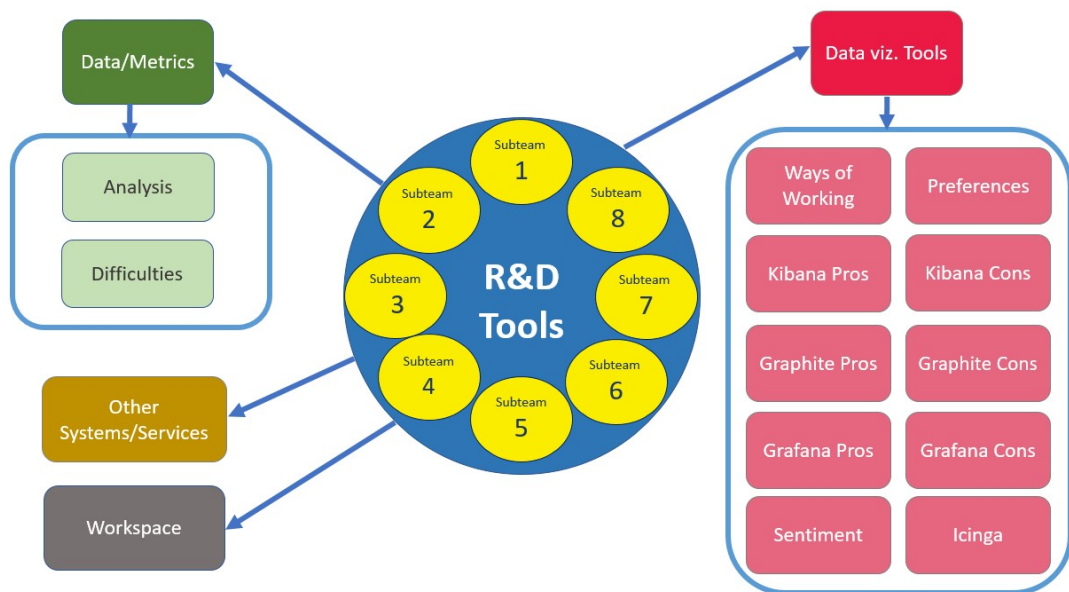 Data/Metrics
Analysis
Difficulties
Other
Systems/Services
Workspace
R&D
Tools
Subteam
1
Subteam
2
Subteam
3
Subteam
4
Subteam
5
Subteam
6
Subteam
7
Subteam
8
Data viz. Tools
Ways of
Working
Preferences
Kibana Pros
Kibana Cons
Graphite Pros
Graphite Cons
Grafana Pros
Grafana Cons
Sentiment
Icinga